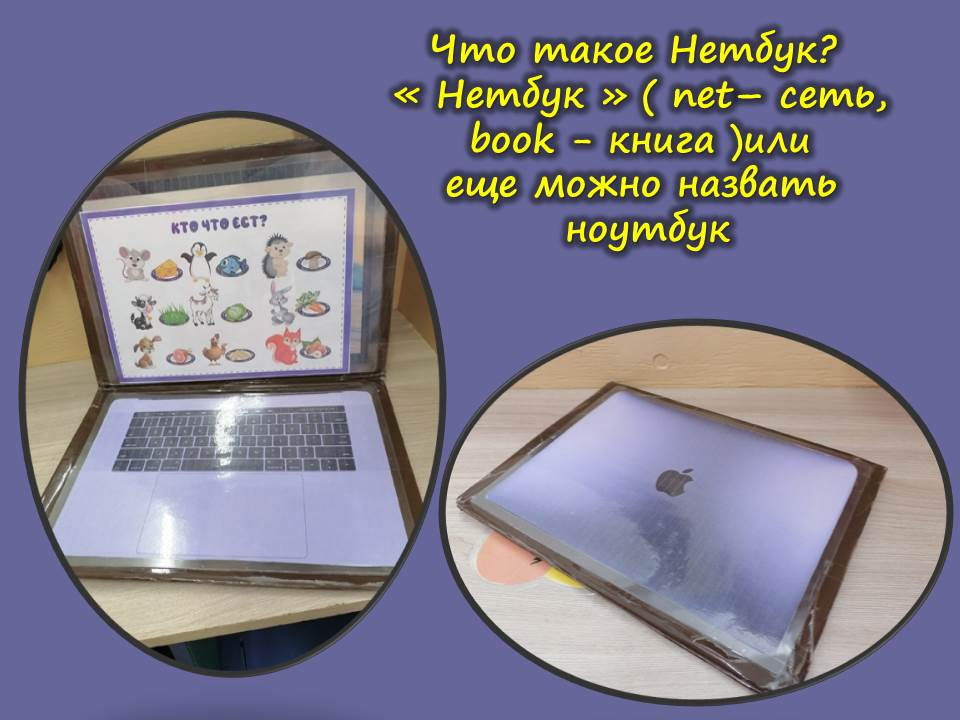 Что такое Нетбук?
« Нетбук » ( net– сеть,
book - книга )или
еще можно назвать
ноутбук
КТО ЧТО ЕСТ?